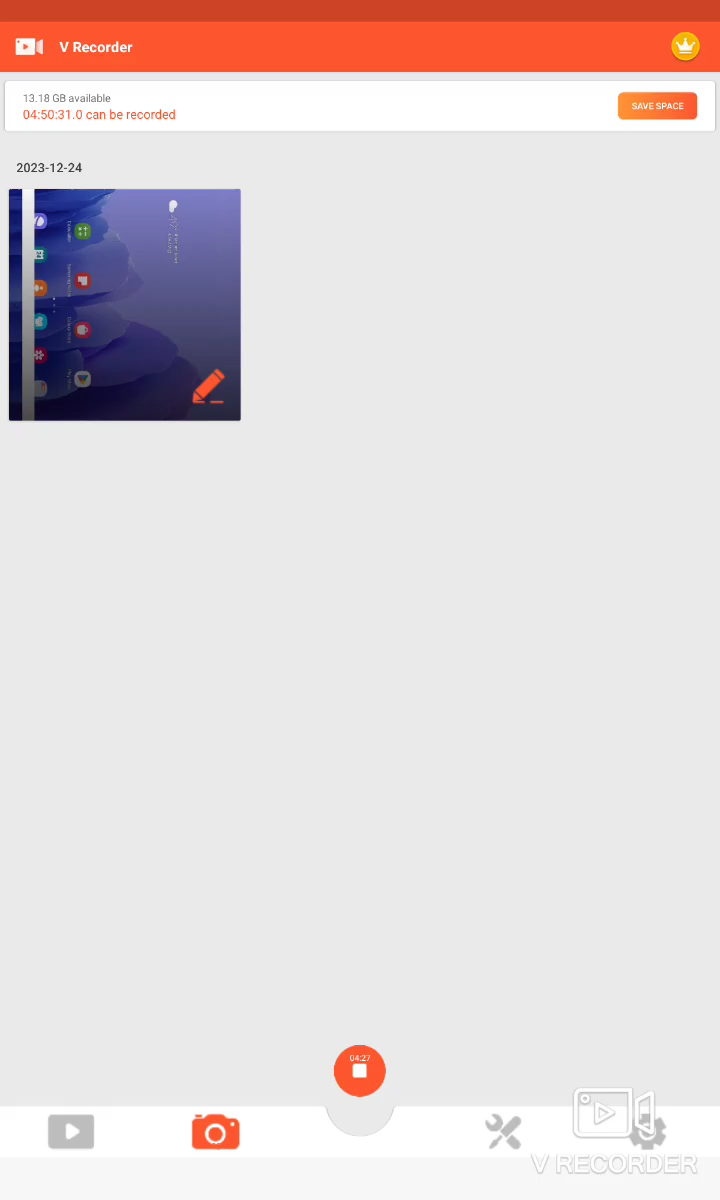 V Recorder
13.18 GB available
04:50:31.0 can be recorded
SAVE SPACE
2023-12-24
04:27
V RECORDER